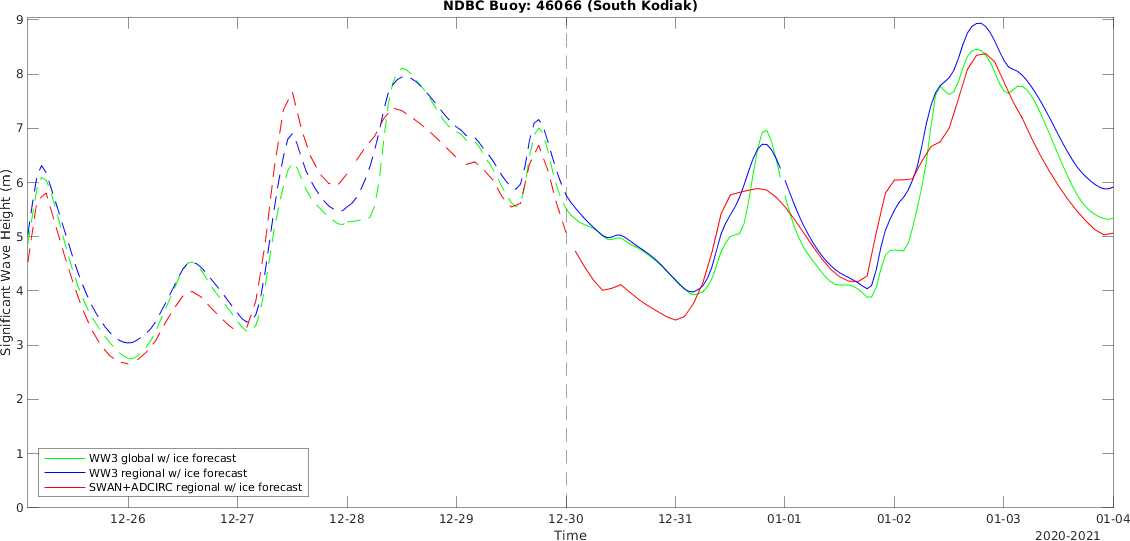 NDBC Buoy: 46066 (South Kodiak)
9
8
7
6
5
4
3
2
1
0
Significant Wave Height (m)
WW3 global w/ ice forecast
WW3 regional w/ ice forecast
SWAN+ADCIRC regional w/ ice forecast
12-26 12-27 12-28 12-29 12-30 12-31 01-01 01-02 01-03 01-04
Time
2020-2021